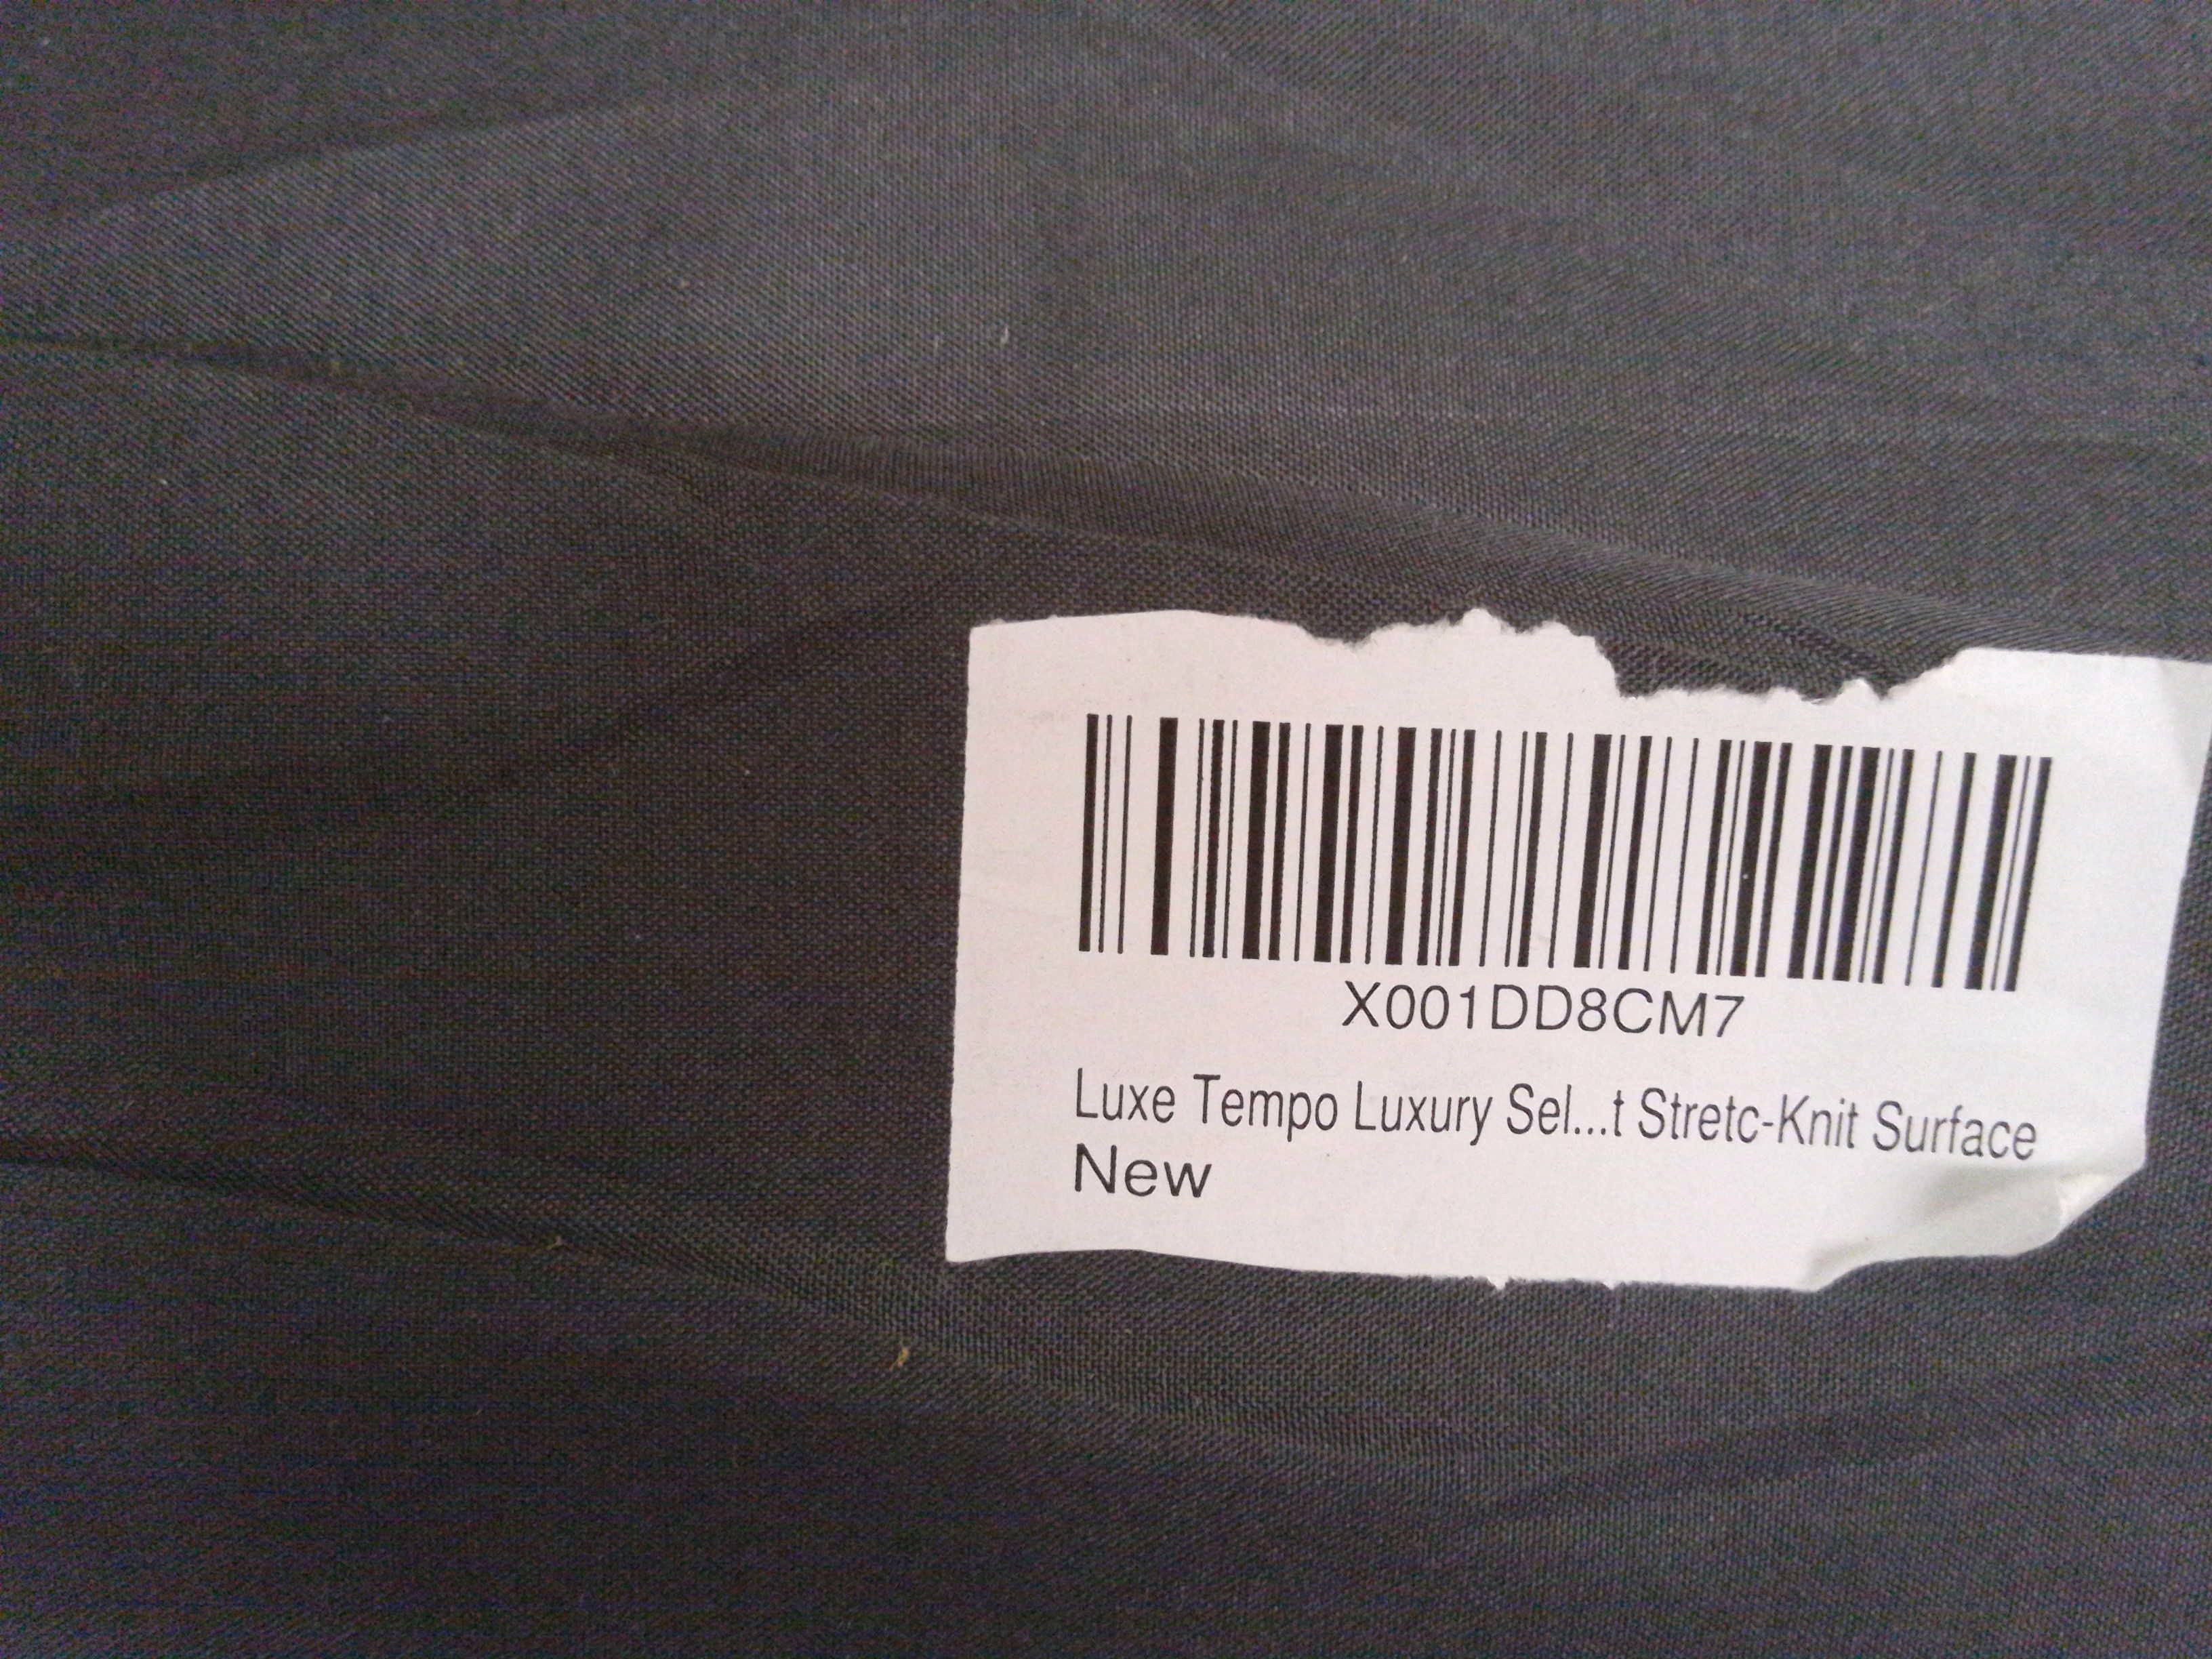 X001DD8CM7
Luxe Tempo Luxury Sel...t Stretc-Knit Surface
New